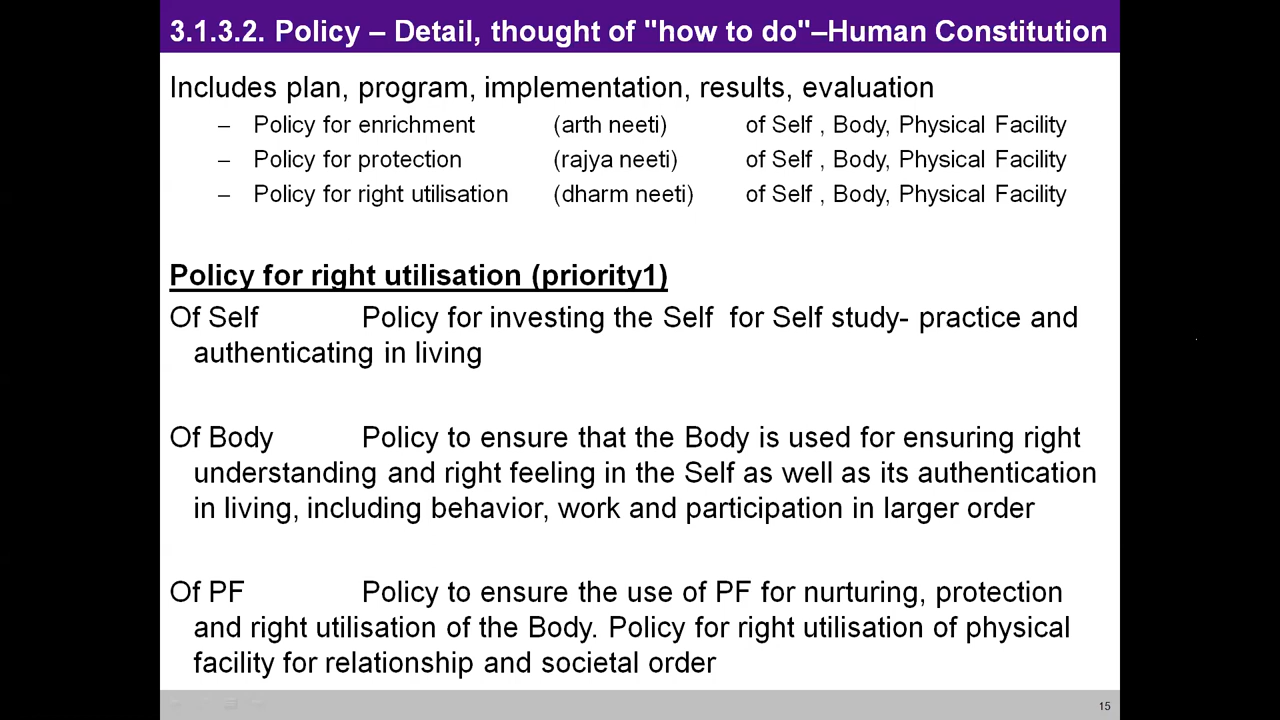 3.1.3.2. Policy – Detail, thought of "how to do"–Human Constitution
Includes plan, program, implementation, results, evaluation
– Policy for enrichment (arth neeti) of Self , Body, Physical Facility
– Policy for protection (rajya neeti) of Self , Body, Physical Facility
– Policy for right utilisation (dharm neeti) of Self , Body, Physical Facility
Policy for right utilisation (priority1)
Of Self Policy for investing the Self for Self study- practice and
authenticating in living
Of Body Policy to ensure that the Body is used for ensuring right
understanding and right feeling in the Self as well as its authentication
in living, including behavior, work and participation in larger order
Of PF Policy to ensure the use of PF for nurturing, protection
and right utilisation of the Body. Policy for right utilisation of physical
facility for relationship and societal order
15